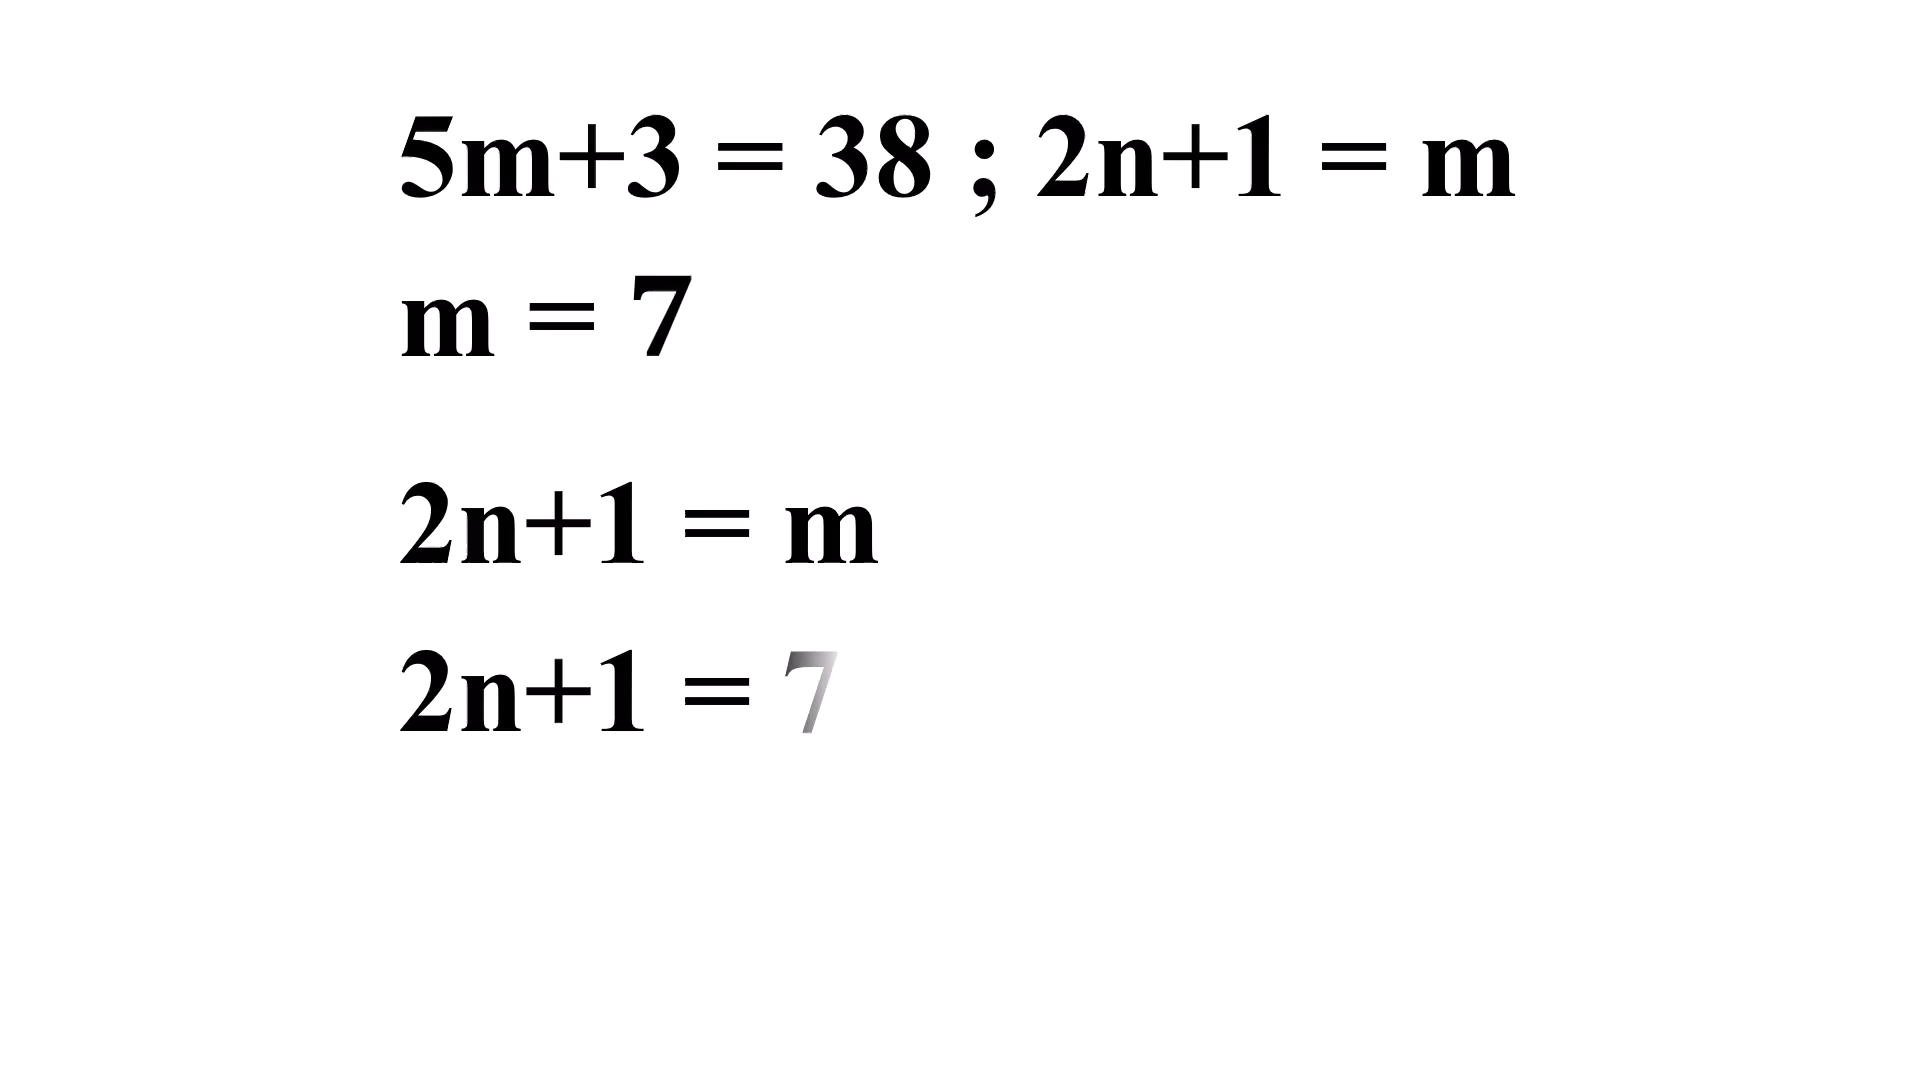 5m+3 = 38 ; 2n+1 = m
m = 7
2n+1 = m
2n+1 = 7